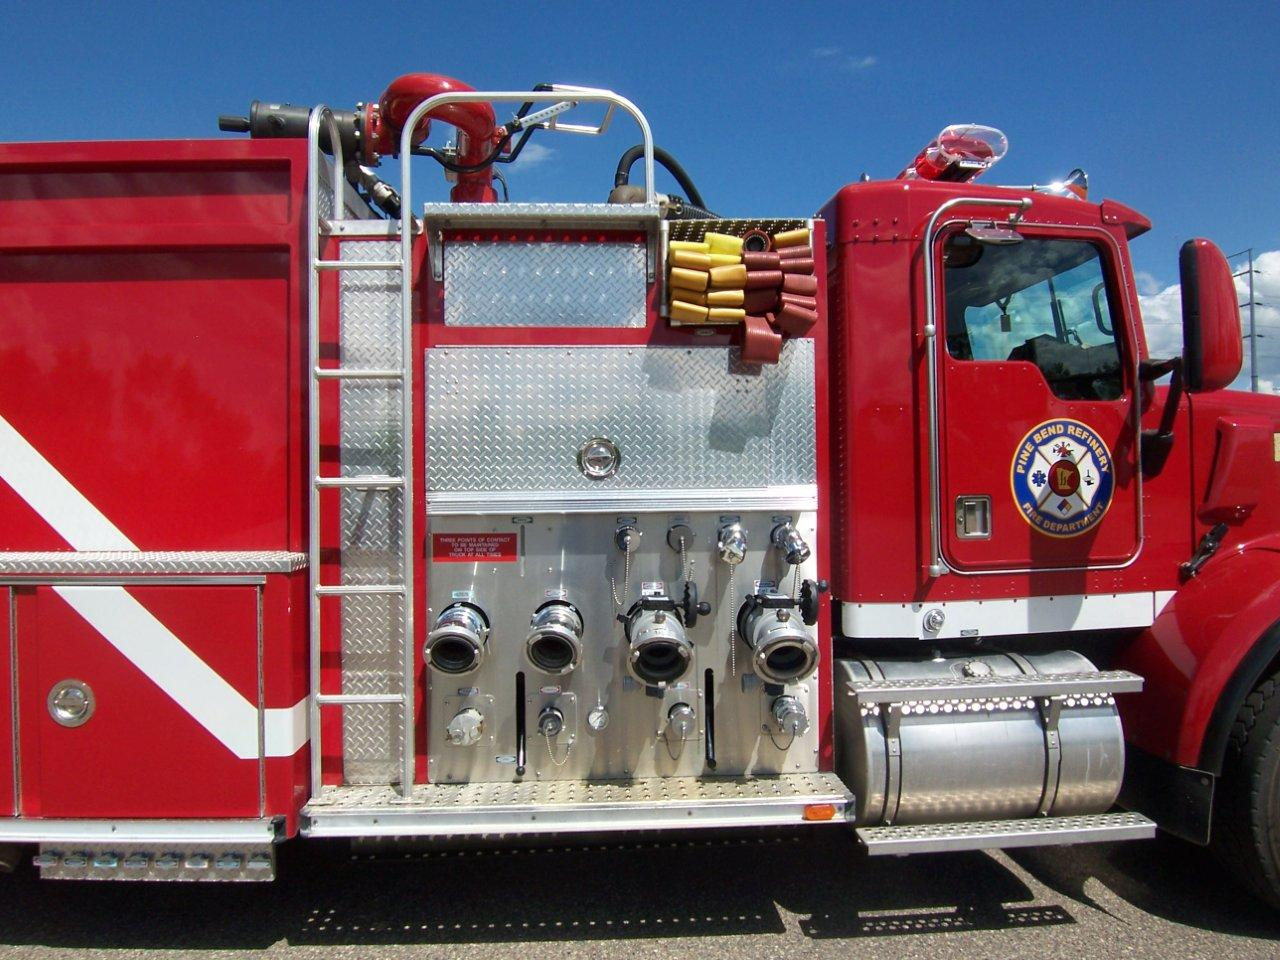 THREE POINTS OF CONTACT
TO BE MAINTAINED
ON TOP SIDE OF
TRUCK AT ALL TIMES
PINE BEND REFINERY
FIRE DEPARTMENT